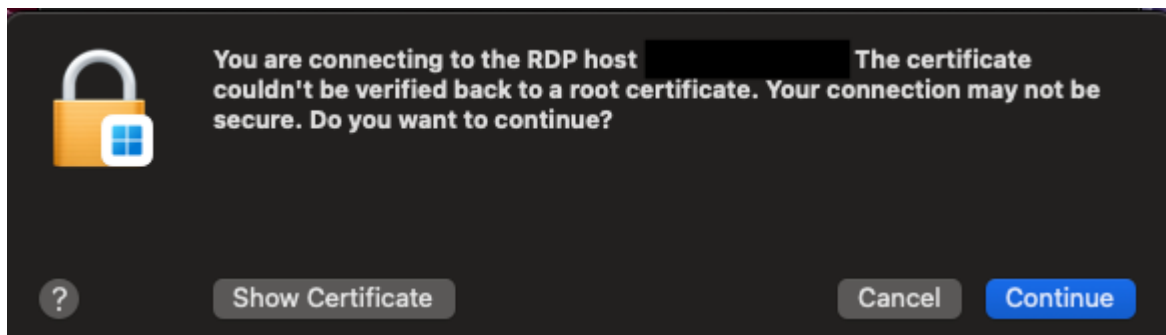 You are connecting to the RDP host The certificate
couldn't be verified back to a root certificate. Your connection may not be
secure. Do you want to continue?
? Show Certificate Cancel Continue